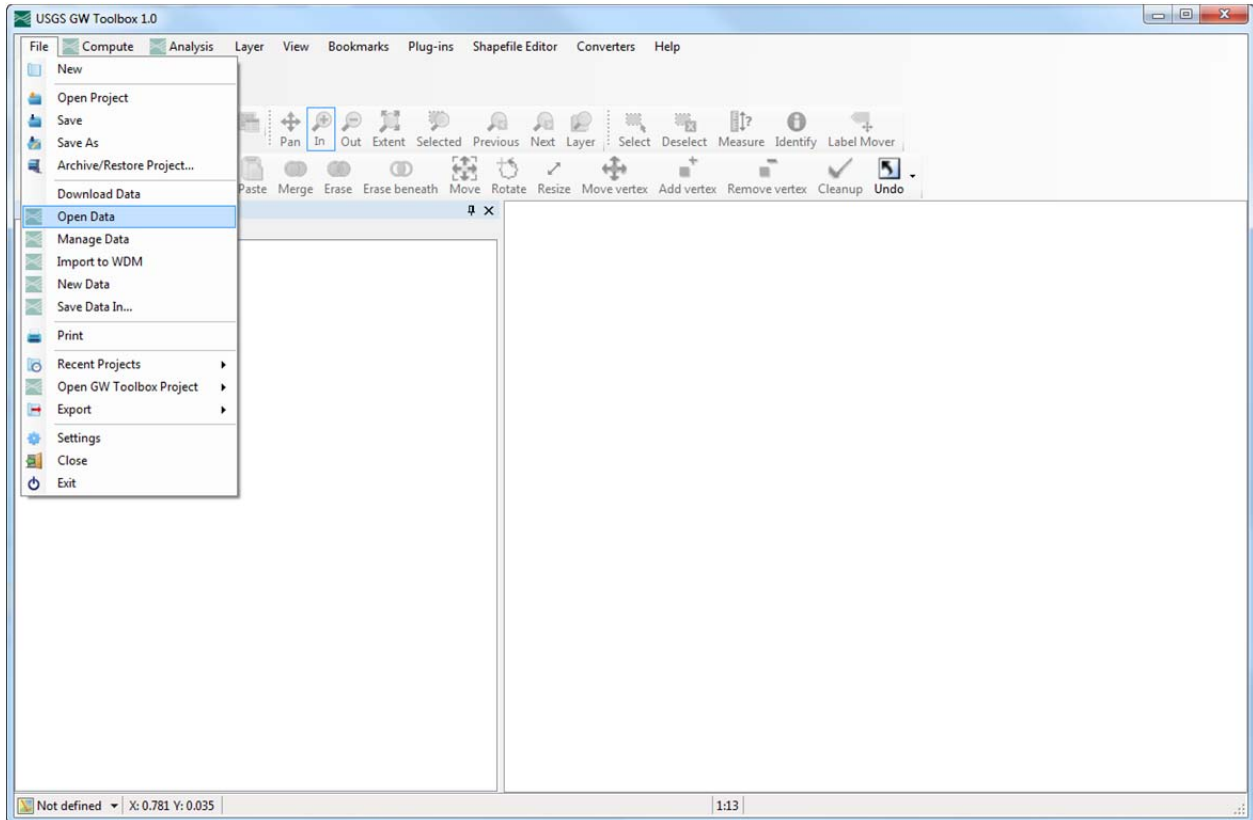 USGS GW Toolbox 1.0
File Compute Analysis Layer View Bookmarks Plug-ins Shapefile Editor Converters Help
New
Open Project
Save
Save As
Archive/Restore Project...
Download Data
Open Data
Manage Data
Import to WDM
New Data
Save Data In...
Print
Recent Projects
Open GW Toolbox Project
Export
Settings
Close
Exit
Pan In Out Extent Selected Previous Next Layer Select Deselect Measure Identify Label Mover
Paste Merge Erase Erase beneath Move Rotate Resize Move vertex Add vertex Remove vertex Cleanup Undo
Not defined X: 0.781 Y: 0.035 1:13